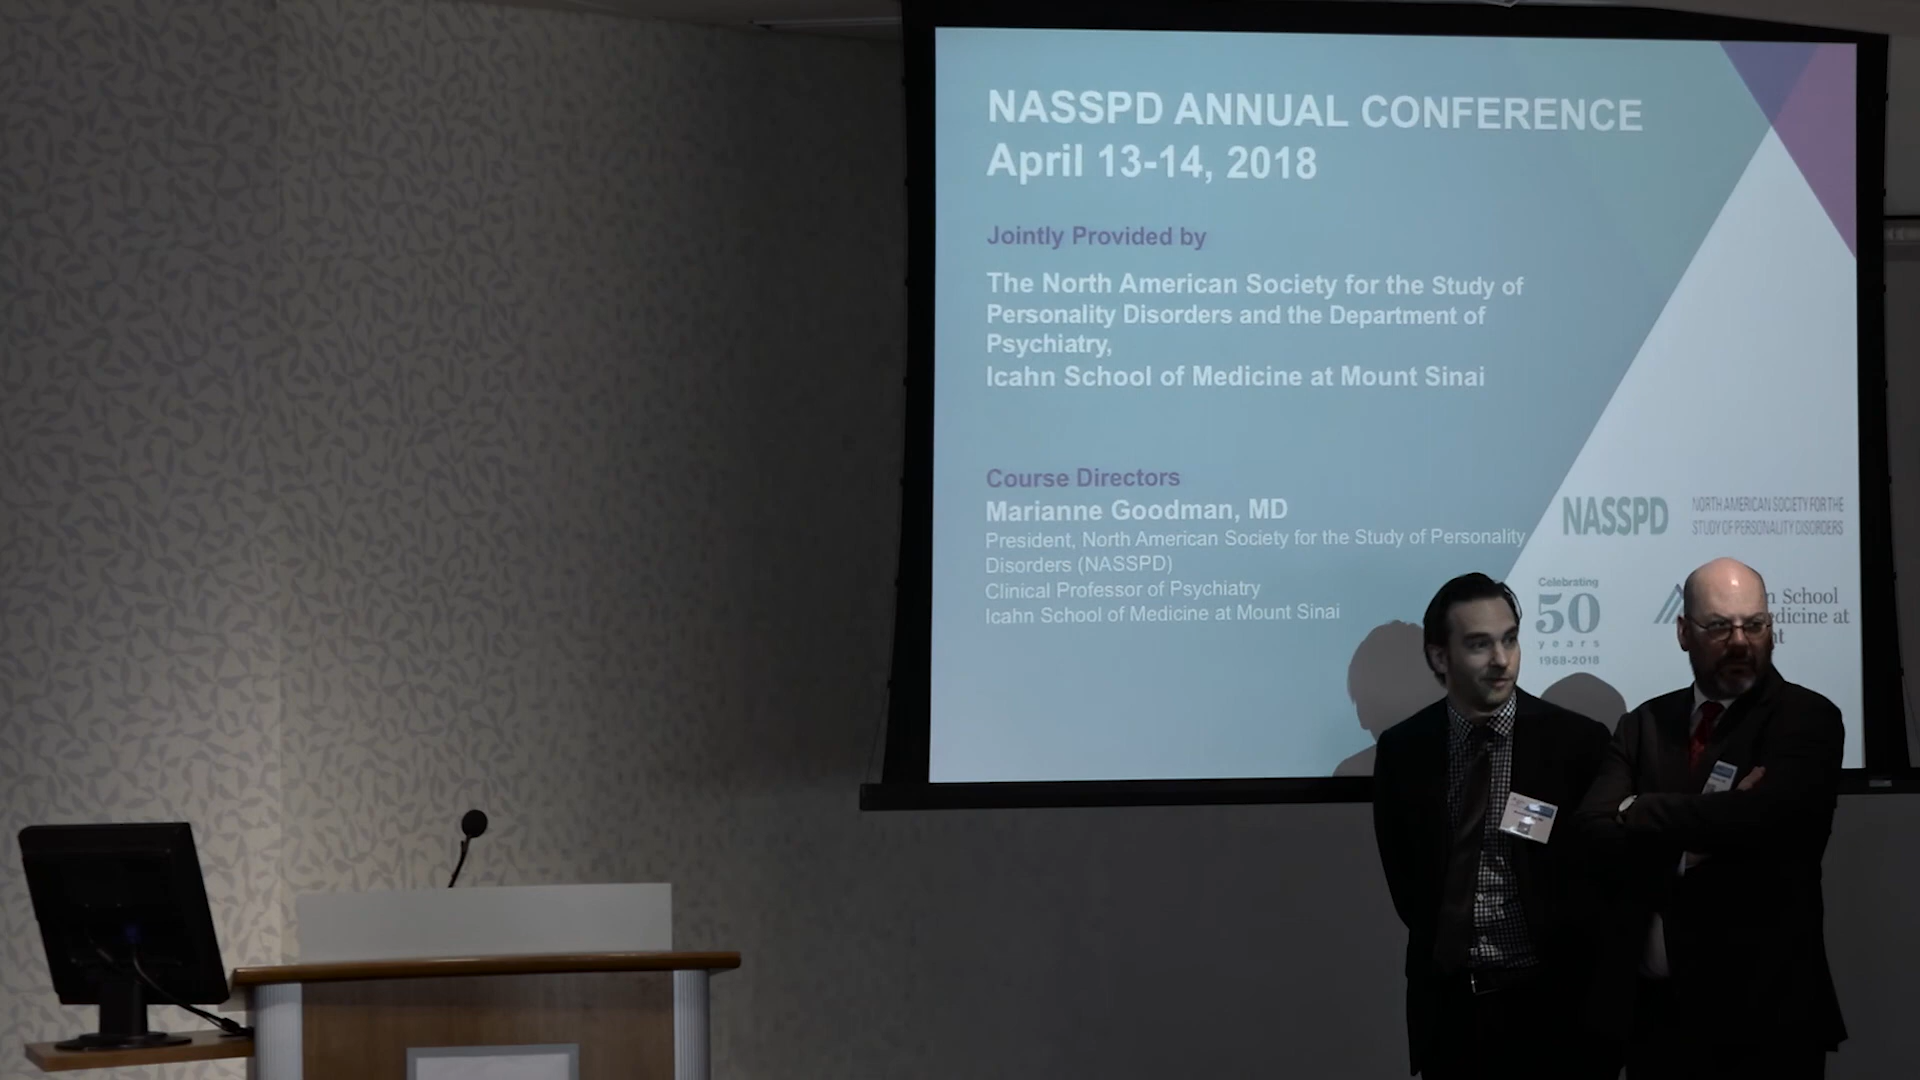 NASSPD ANNUAL CONFERENCE
April 13-14, 2018
Jointly Provided by
The North American Society for the Study of
Personality Disorders and the Department of
Psychiatry,
Icahn School of Medicine at Mount Sinai
Course Directors
Marianne Goodman, MD
President, North American Society for the Study of Personality
Disorders (NASSPD)
Clinical Professor of Psychiatry
Icahn School of Medicine at Mount Sinai
NASSPD
NORTH AMERICAN SOCIETY FOR THE
STUDY OF PERSONALITY DISORDERS
Celebrating
50
years
1968-2018
School
at